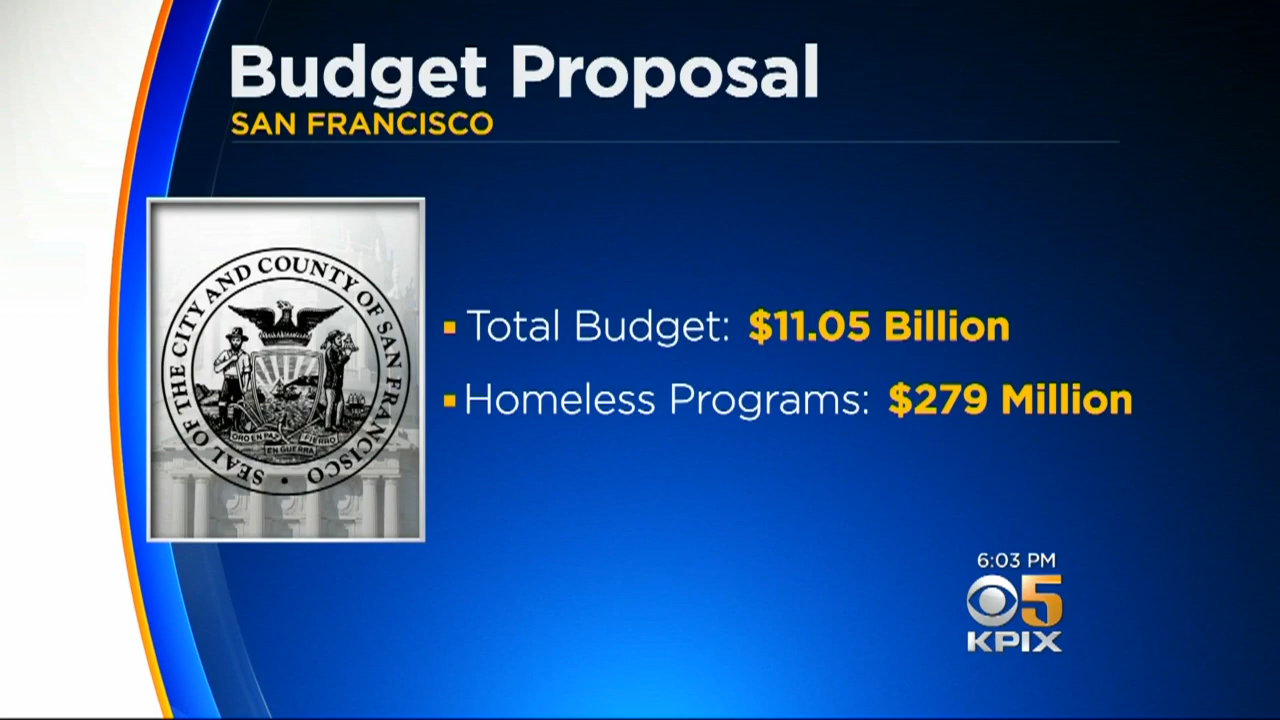 Budget Proposal
SAN FRANCISCO
SEAL OF THE CITY AND COUNTY OF SAN FRANCISCO
ORO EN PAZ
FIERRO
EN GUERRA
▪ Total Budget: $11.05 Billion
▪ Homeless Programs: $279 Million
6:03 PM
5
KPIX